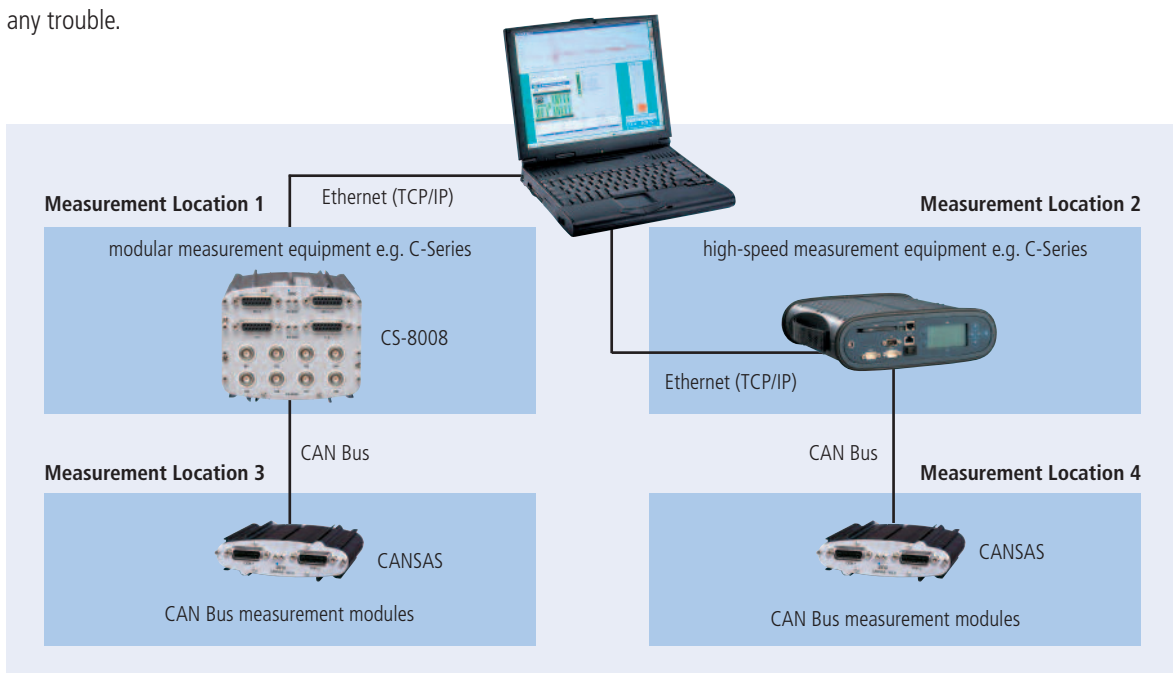 any trouble.
Ethernet (TCP/IP)
Measurement Location 1
Measurement Location 2
modular measurement equipment e.g. C-Series
high-speed measurement equipment e.g. C-Series
CS-8008
Ethernet (TCP/IP)
CAN Bus
CAN Bus
Measurement Location 3
Measurement Location 4
CANSAS
CANSAS
CAN Bus measurement modules
CAN Bus measurement modules